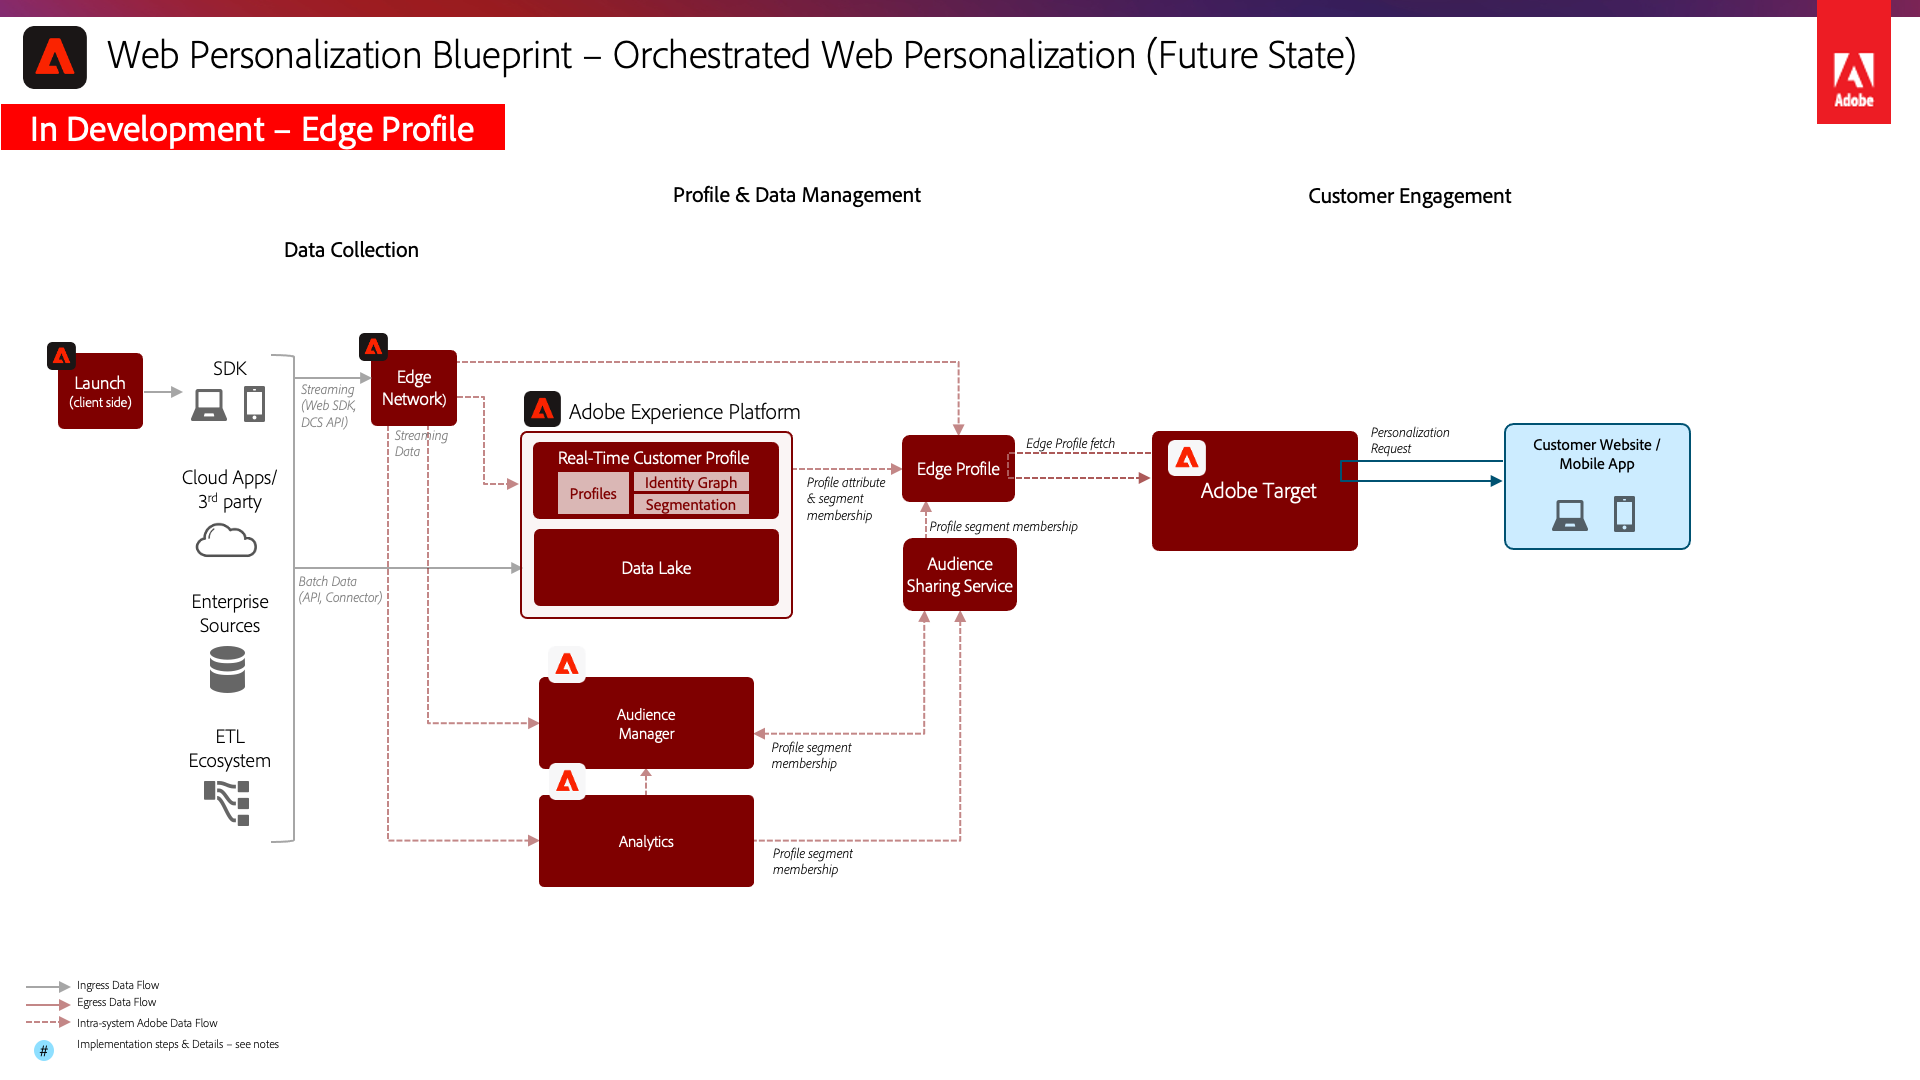 Web Personalization Blueprint – Orchestrated Web Personalization (Future State)
Adobe
In Development – Edge Profile
Profile & Data Management
Customer Engagement
Data Collection
Launch
(client side)
SDK
Streaming
(Web SDK,
DCS API)
Edge
Network)
Streaming
Data
Cloud Apps/
3rd party
Batch Data
(API, Connector)
Enterprise
Sources
ETL
Ecosystem
Adobe Experience Platform
Real-Time Customer Profile
Profiles
Identity Graph
Segmentation
Data Lake
Profile attribute
& segment
membership
Edge Profile
Edge Profile fetch
Profile segment membership
Audience
Sharing Service
Audience
Manager
Profile segment
membership
Analytics
Profile segment
membership
Adobe Target
Personalization
Request
Customer Website /
Mobile App
Ingress Data Flow
Egress Data Flow
Intra-system Adobe Data Flow
# Implementation steps & Details – see notes